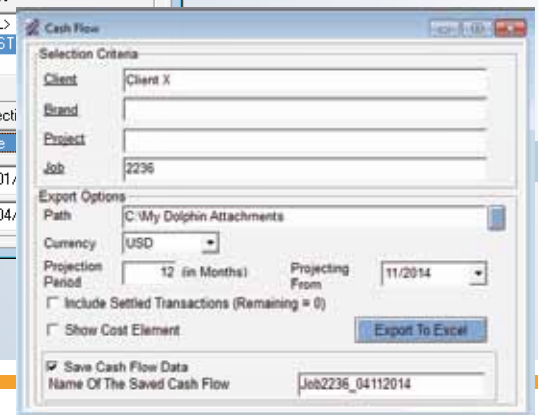 Cash Flow
Selection Criteria
Client Client X
Brand
Project
Job 2236
Export Options
Path C:\My Dolphin Attachments
Currency USD
Projection Period 12 (in Months) Projecting From 11/2014
Include Settled Transactions (Remaining = 0)
Show Cost Element Export To Excel
Save Cash Flow Data
Name Of The Saved Cash Flow Job2236_04112014